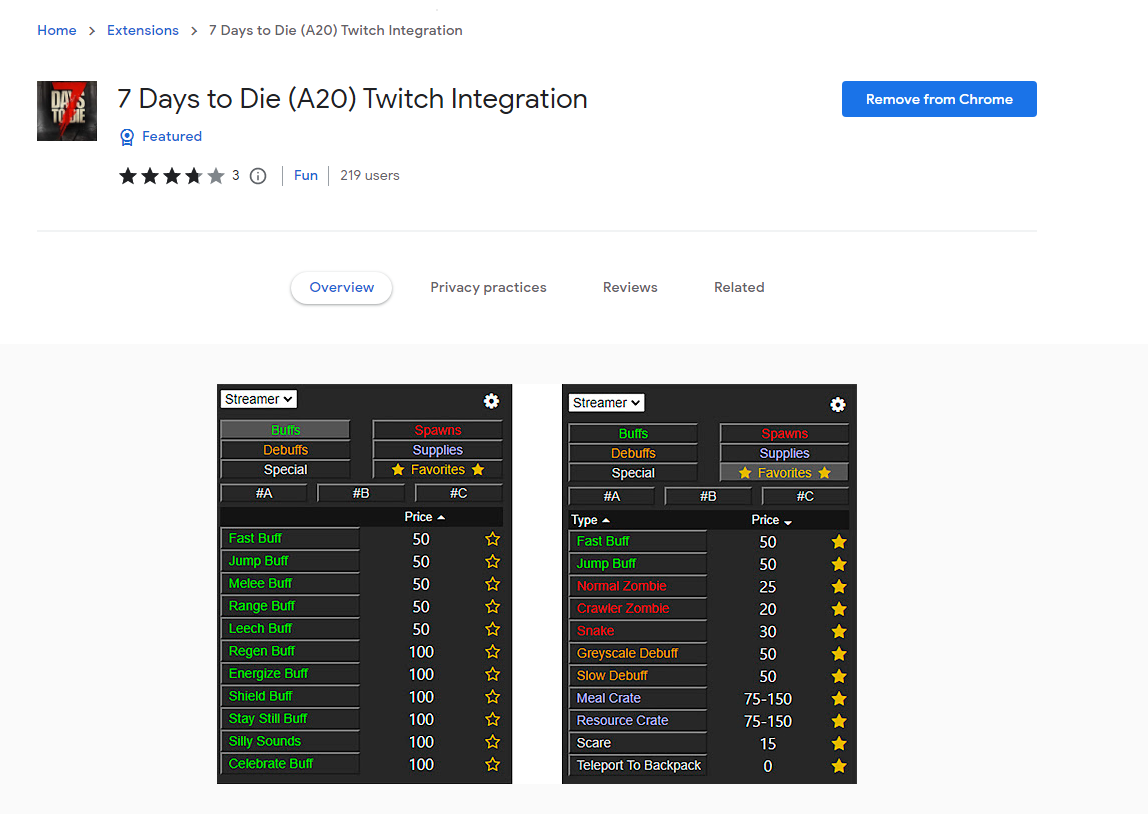 Home > Extensions > 7 Days to Die (A20) Twitch Integration
7 DAYS TO DIE
7 Days to Die (A20) Twitch Integration
Remove from Chrome
Featured
3 Fun 219 users
Overview Privacy practices Reviews Related
Streamer
Buffs Spawns
Debuffs Supplies
Special Favorites
#A #B #C
Price
Fast Buff 50
Jump Buff 50
Melee Buff 50
Range Buff 50
Leech Buff 50
Regen Buff 100
Energize Buff 100
Shield Buff 100
Stay Still Buff 100
Silly Sounds 100
Celebrate Buff 100
Streamer
Buffs Spawns
Debuffs Supplies
Special Favorites
#A #B #C
Type Price
Fast Buff 50
Jump Buff 50
Normal Zombie 25
Crawler Zombie 20
Snake 30
Greyscale Debuff 50
Slow Debuff 50
Meal Crate 75-150
Resource Crate 75-150
Scare 15
Teleport To Backpack 0